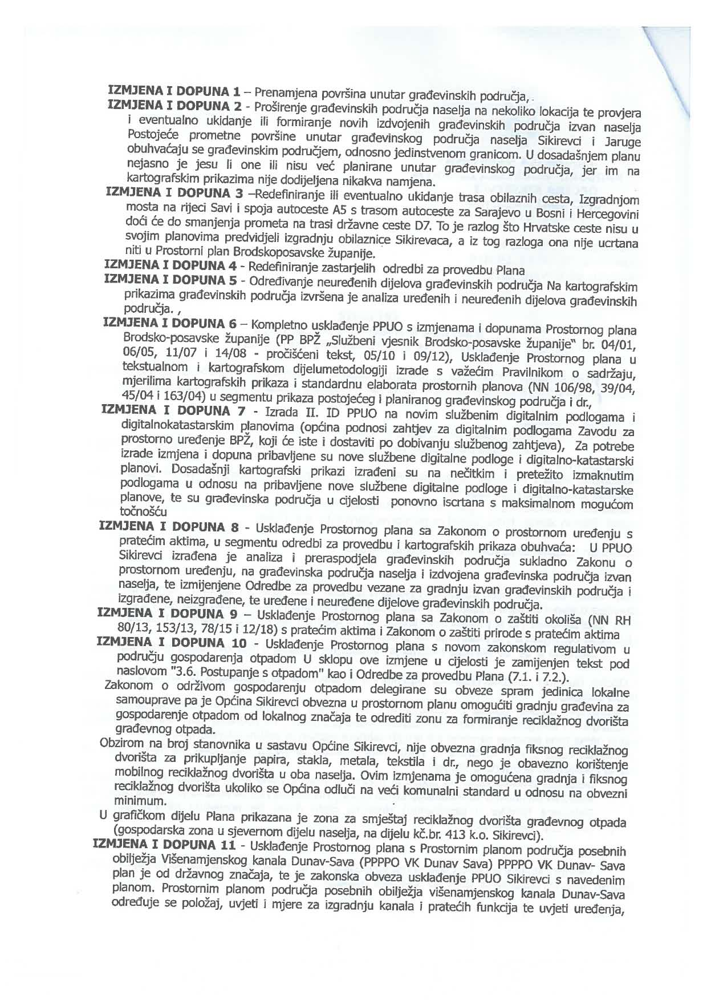 IZMJENA I DOPUNA 1 – Prenamjena površina unutar građevinskih područja,.
IZMJENA I DOPUNA 2 - Proširenje građevinskih područja naselja na nekoliko lokacija te provjera
i eventualno ukidanje ili formiranje novih izdvojenih građevinskih područja izvan naselja
Postojeće prometne površine unutar građevinskog područja naselja Sikirevci i Jaruge
obuhvaćaju se građevinskim područjem, odnosno jedinstvenom granicom. U dosadašnjem planu
nejasno je jesu li one ili nisu već planirane unutar građevinskog područja, jer im na
kartografskim prikazima nije dodijeljena nikakva namjena.
IZMJENA I DOPUNA 3 –Redefiniranje ili eventualno ukidanje trasa obilaznih cesta, Izgradnjom
mosta na rijeci Savi i spoja autoceste A5 s trasom autoceste za Sarajevo u Bosni i Hercegovini
doći će do smanjenja prometa na trasi državne ceste D7. To je razlog što Hrvatske ceste nisu u
svojim planovima predvidjeli izgradnju obilaznice Sikirevaca, a iz tog razloga ona nije ucrtana
niti u Prostorni plan Brodskoposavske županije.
IZMJENA I DOPUNA 4 - Redefiniranje zastarjelih odredbi za provedbu Plana
IZMJENA I DOPUNA 5 - Određivanje neuređenih dijelova građevinskih područja Na kartografskim
prikazima građevinskih područja izvršena je analiza uređenih i neuređenih dijelova građevinskih
područja. ,
IZMJENA I DOPUNA 6 – Kompletno usklađenje PPUO s izmjenama i dopunama Prostornog plana
Brodsko-posavske županije (PP BPŽ „Službeni vjesnik Brodsko-posavske županije" br. 04/01,
06/05, 11/07 i 14/08 - pročišćeni tekst, 05/10 i 09/12), Usklađenje Prostornog plana u
tekstualnom i kartografskom dijelumetodologiji izrade s važećim Pravilnikom o sadržaju,
mjerilima kartografskih prikaza i standardnu elaborata prostornih planova (NN 106/98, 39/04,
45/04 i 163/04) u segmentu prikaza postojećeg i planiranog građevinskog područja i dr.,
IZMJENA I DOPUNA 7 - Izrada II. ID PPUO na novim službenim digitalnim podlogama i
digitalnokatastarskim planovima (općina podnosi zahtjev za digitalnim podlogama Zavodu za
prostorno uređenje BPŽ, koji će iste i dostaviti po dobivanju službenog zahtjeva), Za potrebe
izrade izmjena i dopuna pribavljene su nove službene digitalne podloge i digitalno-katastarski
planovi. Dosadašnji kartografski prikazi izrađeni su na nečitkim i pretežito izmaknutim
podlogama u odnosu na pribavljene nove službene digitalne podloge i digitalno-katastarske
planove, te su građevinska područja u cijelosti ponovno iscrtana s maksimalnom mogućom
točnošću
IZMJENA I DOPUNA 8 - Usklađenje Prostornog plana sa Zakonom o prostornom uređenju s
pratećim aktima, u segmentu odredbi za provedbu i kartografskih prikaza obuhvaća: U PPUO
Sikirevci izrađena je analiza i preraspodjela građevinskih područja sukladno Zakonu o
prostornom uređenju, na građevinska područja naselja i izdvojena građevinska područja izvan
naselja, te izmijenjene Odredbe za provedbu vezane za gradnju izvan građevinskih područja i
izgrađene, neizgrađene, te uređene i neuređene dijelove građevinskih područja.
IZMJENA I DOPUNA 9 – Usklađenje Prostornog plana sa Zakonom o zaštiti okoliša (NN RH
80/13, 153/13, 78/15 i 12/18) s pratećim aktima i Zakonom o zaštiti prirode s pratećim aktima
IZMJENA I DOPUNA 10 - Usklađenje Prostornog plana s novom zakonskom regulativom u
području gospodarenja otpadom U sklopu ove izmjene u cijelosti je zamijenjen tekst pod
naslovom "3.6. Postupanje s otpadom" kao i Odredbe za provedbu Plana (7.1. i 7.2.).
Zakonom o održivom gospodarenju otpadom delegirane su obveze spram jedinica lokalne
samouprave pa je Općina Sikirevci obvezna u prostornom planu omogućiti gradnju građevina za
gospodarenje otpadom od lokalnog značaja te odrediti zonu za formiranje reciklažnog dvorišta
građevnog otpada.
Obzirom na broj stanovnika u sastavu Općine Sikirevci, nije obvezna gradnja fiksnog reciklažnog
dvorišta za prikupljanje papira, stakla, metala, tekstila i dr., nego je obavezno korištenje
mobilnog reciklažnog dvorišta u oba naselja. Ovim izmjenama je omogućena gradnja i fiksnog
reciklažnog dvorišta ukoliko se Općina odluči na veći komunalni standard u odnosu na obvezni
minimum.
U grafičkom dijelu Plana prikazana je zona za smještaj reciklažnog dvorišta građevnog otpada
(gospodarska zona u sjevernom dijelu naselja, na dijelu kč.br. 413 k.o. Sikirevci).
IZMJENA I DOPUNA 11 - Usklađenje Prostornog plana s Prostornim planom područja posebnih
obilježja Višenamjenskog kanala Dunav-Sava (PPPPO VK Dunav Sava) PPPPO VK Dunav- Sava
plan je od državnog značaja, te je zakonska obveza usklađenje PPUO Sikirevci s navedenim
planom. Prostornim planom područja posebnih obilježja višenamjenskog kanala Dunav-Sava
određuje se položaj, uvjeti i mjere za izgradnju kanala i pratećih funkcija te uvjeti uređenja,